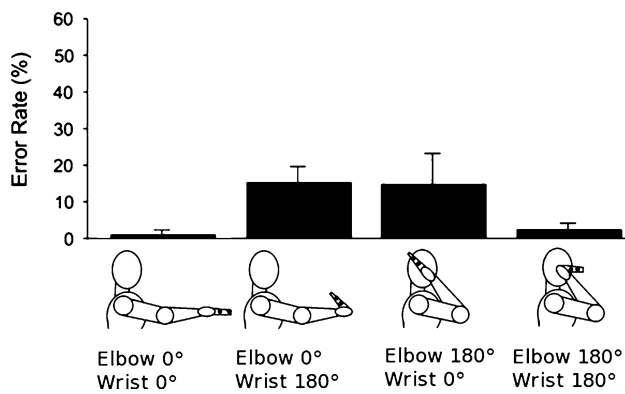 Error Rate (%)
60
50
40
30
20
10
0
Elbow 0°
Wrist 0°
Elbow 0°
Wrist 180°
Elbow 180°
Wrist 0°
Elbow 180°
Wrist 180°